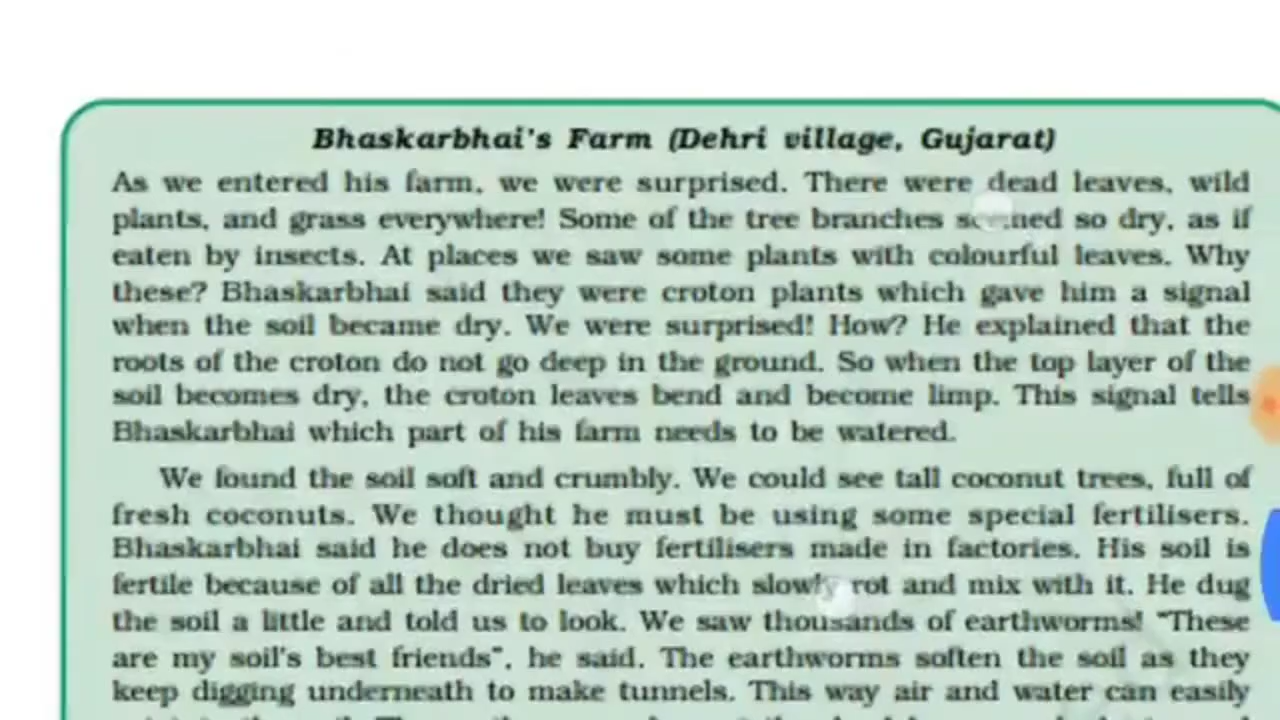 Bhaskarbhai's Farm (Dehri village, Gujarat)
As we entered his farm, we were surprised. There were dead leaves, wild
plants, and grass everywhere! Some of the tree branches seemed so dry, as if
eaten by insects. At places we saw some plants with colourful leaves. Why
these? Bhaskarbhai said they were croton plants which gave him a signal
when the soil became dry. We were surprised! How? He explained that the
roots of the croton do not go deep in the ground. So when the top layer of the
soil becomes dry, the croton leaves bend and become limp. This signal tells
Bhaskarbhai which part of his farm needs to be watered.
We found the soil soft and crumbly. We could see tall coconut trees, full of
fresh coconuts. We thought he must be using some special fertilisers.
Bhaskarbhai said he does not buy fertilisers made in factories. His soil is
fertile because of all the dried leaves which slowly rot and mix with it. He dug
the soil a little and told us to look. We saw thousands of earthworms! "These
are my soil's best friends", he said. The earthworms soften the soil as they
keep digging underneath to make tunnels. This way air and water can easily